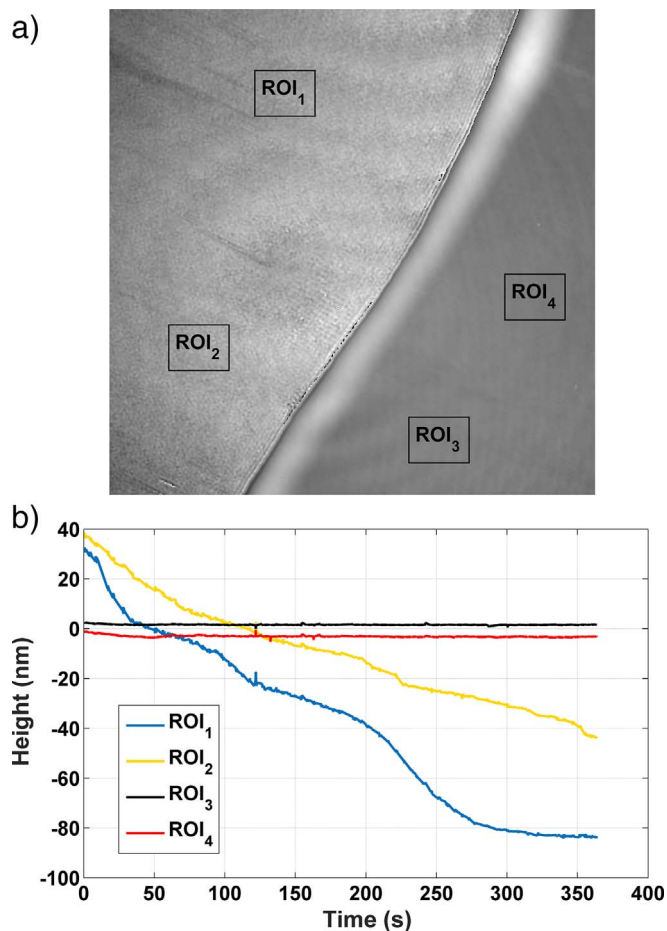 a)
ROI₁
ROI₄
ROI₂
ROI₃
b)
40
20
0
-20
-40
-60
-80
-100
Height (nm)
ROI₁
ROI₂
ROI₃
ROI₄
0 50 100 150 200 250 300 350 400
Time (s)